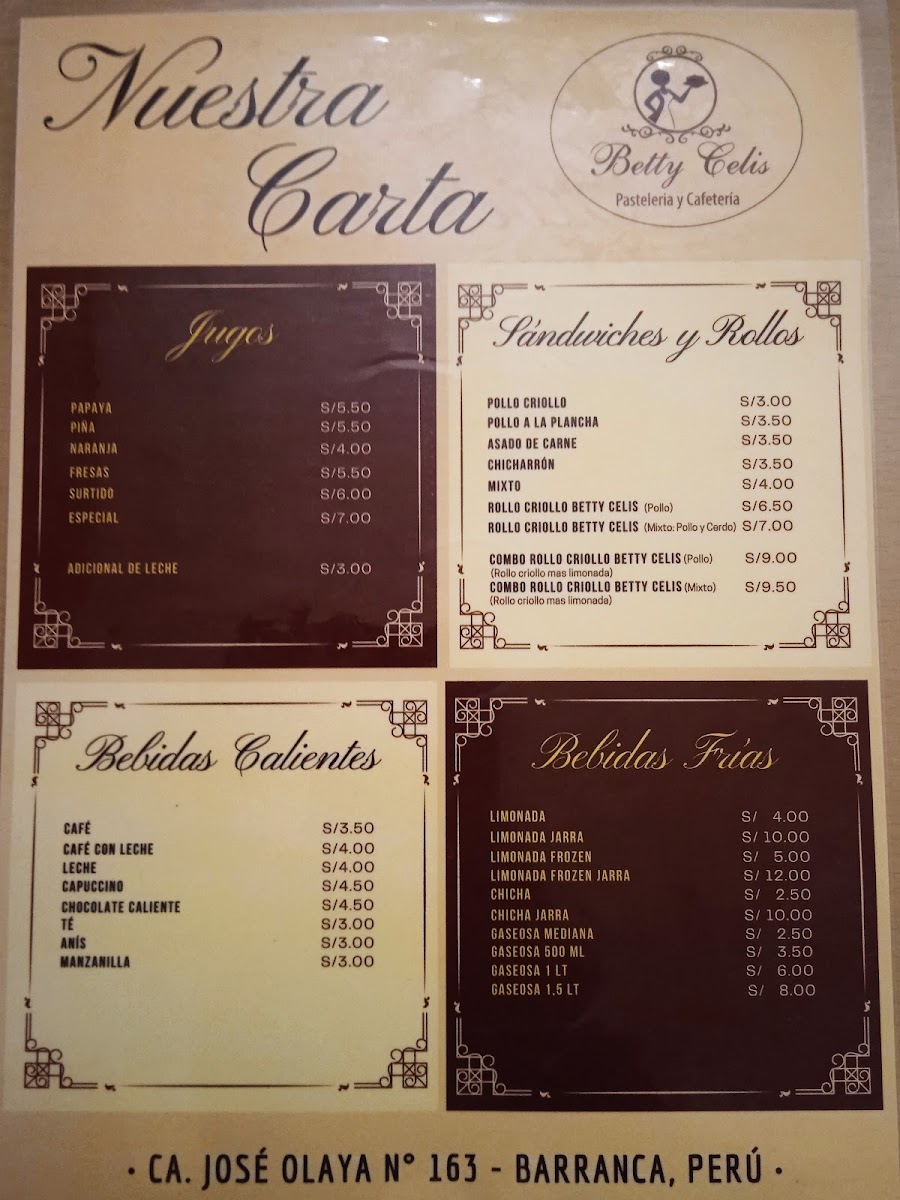 Nuestra
Carta
Betty Celis
Pasteleria y Cafetería
Jugos
PAPAYA S/5.50
PIÑA S/5.50
NARANJA S/4.00
FRESAS S/5.50
SURTIDO S/6.00
ESPECIAL S/7.00
ADICIONAL DE LECHE S/3.00
Sándwiches y Rollos
POLLO CRIOLLO S/3.00
POLLO A LA PLANCHA S/3.50
ASADO DE CARNE S/3.50
CHICHARRÓN S/3.50
MIXTO S/4.00
ROLLO CRIOLLO BETTY CELIS (Pollo) S/6.50
ROLLO CRIOLLO BETTY CELIS (Mixto: Pollo y Cerdo) S/7.00
COMBO ROLLO CRIOLLO BETTY CELIS (Pollo) S/9.00
(Rollo criollo mas limonada)
COMBO ROLLO CRIOLLO BETTY CELIS (Mixto) S/9.50
(Rollo criollo mas limonada)
Bebidas Calientes
CAFÉ S/3.50
CAFÉ CON LECHE S/4.00
LECHE S/4.00
CAPUCCINO S/4.50
CHOCOLATE CALIENTE S/4.50
TÉ S/3.00
ANÍS S/3.00
MANZANILLA S/3.00
Bebidas Frías
LIMONADA S/ 4.00
LIMONADA JARRA S/ 10.00
LIMONADA FROZEN S/ 5.00
LIMONADA FROZEN JARRA S/ 12.00
CHICHA S/ 2.50
CHICHA JARRA S/ 10.00
GASEOSA MEDIANA S/ 2.50
GASEOSA 500 ML S/ 3.50
GASEOSA 1 LT S/ 6.00
GASEOSA 1,5 LT S/ 8.00
· CA. JOSÉ OLAYA N° 163 - BARRANCA, PERÚ ·